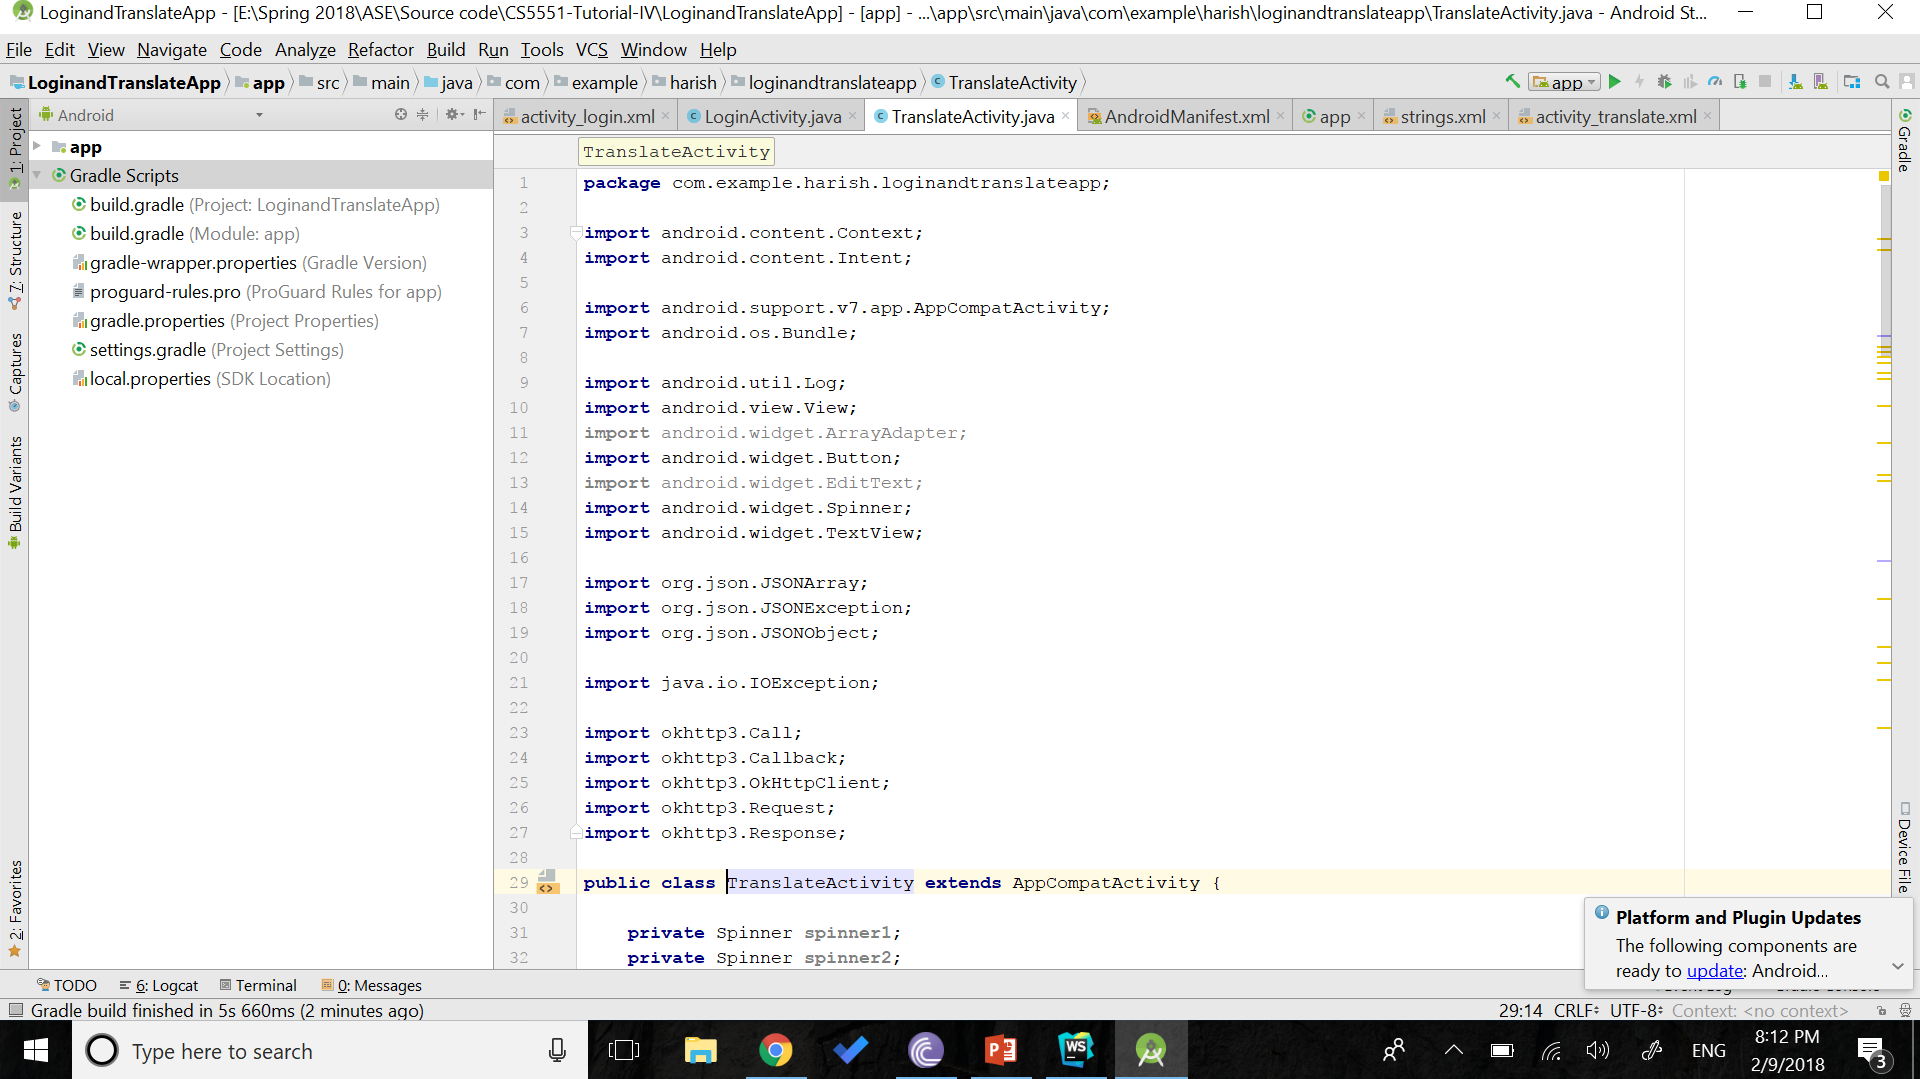 LoginandTranslateApp - [E:\Spring 2018\ASE\Source code\CS5551-Tutorial-IV\LoginandTranslateApp] - [app] - ...\app\src\main\java\com\example\harish\loginandtranslateapp\TranslateActivity.java - Android St...
File Edit View Navigate Code Analyze Refactor Build Run Tools VCS Window Help
LoginandTranslateApp app src main java com example harish loginandtranslateapp TranslateActivity app
1: Project
7: Structure
Captures
Build Variants
2: Favorites
Android
app
Gradle Scripts
build.gradle (Project: LoginandTranslateApp)
build.gradle (Module: app)
gradle-wrapper.properties (Gradle Version)
proguard-rules.pro (ProGuard Rules for app)
gradle.properties (Project Properties)
settings.gradle (Project Settings)
local.properties (SDK Location)
activity_login.xml LoginActivity.java TranslateActivity.java AndroidManifest.xml app strings.xml activity_translate.xml
TranslateActivity
1 package com.example.harish.loginandtranslateapp;
2
3 import android.content.Context;
4 import android.content.Intent;
5
6 import android.support.v7.app.AppCompatActivity;
7 import android.os.Bundle;
8
9 import android.util.Log;
10 import android.view.View;
11 import android.widget.ArrayAdapter;
12 import android.widget.Button;
13 import android.widget.EditText;
14 import android.widget.Spinner;
15 import android.widget.TextView;
16
17 import org.json.JSONArray;
18 import org.json.JSONException;
19 import org.json.JSONObject;
20
21 import java.io.IOException;
22
23 import okhttp3.Call;
24 import okhttp3.Callback;
25 import okhttp3.OkHttpClient;
26 import okhttp3.Request;
27 import okhttp3.Response;
28
29 public class TranslateActivity extends AppCompatActivity {
30
31 private Spinner spinner1;
32 private Spinner spinner2;
Gradle
Device File
Platform and Plugin Updates
The following components are
ready to update: Android...
TODO 6: Logcat Terminal 0: Messages
Gradle build finished in 5s 660ms (2 minutes ago)
29:14 CRLF UTF-8 Context: <no context>
Type here to search
WS
ENG
8:12 PM
2/9/2018
3